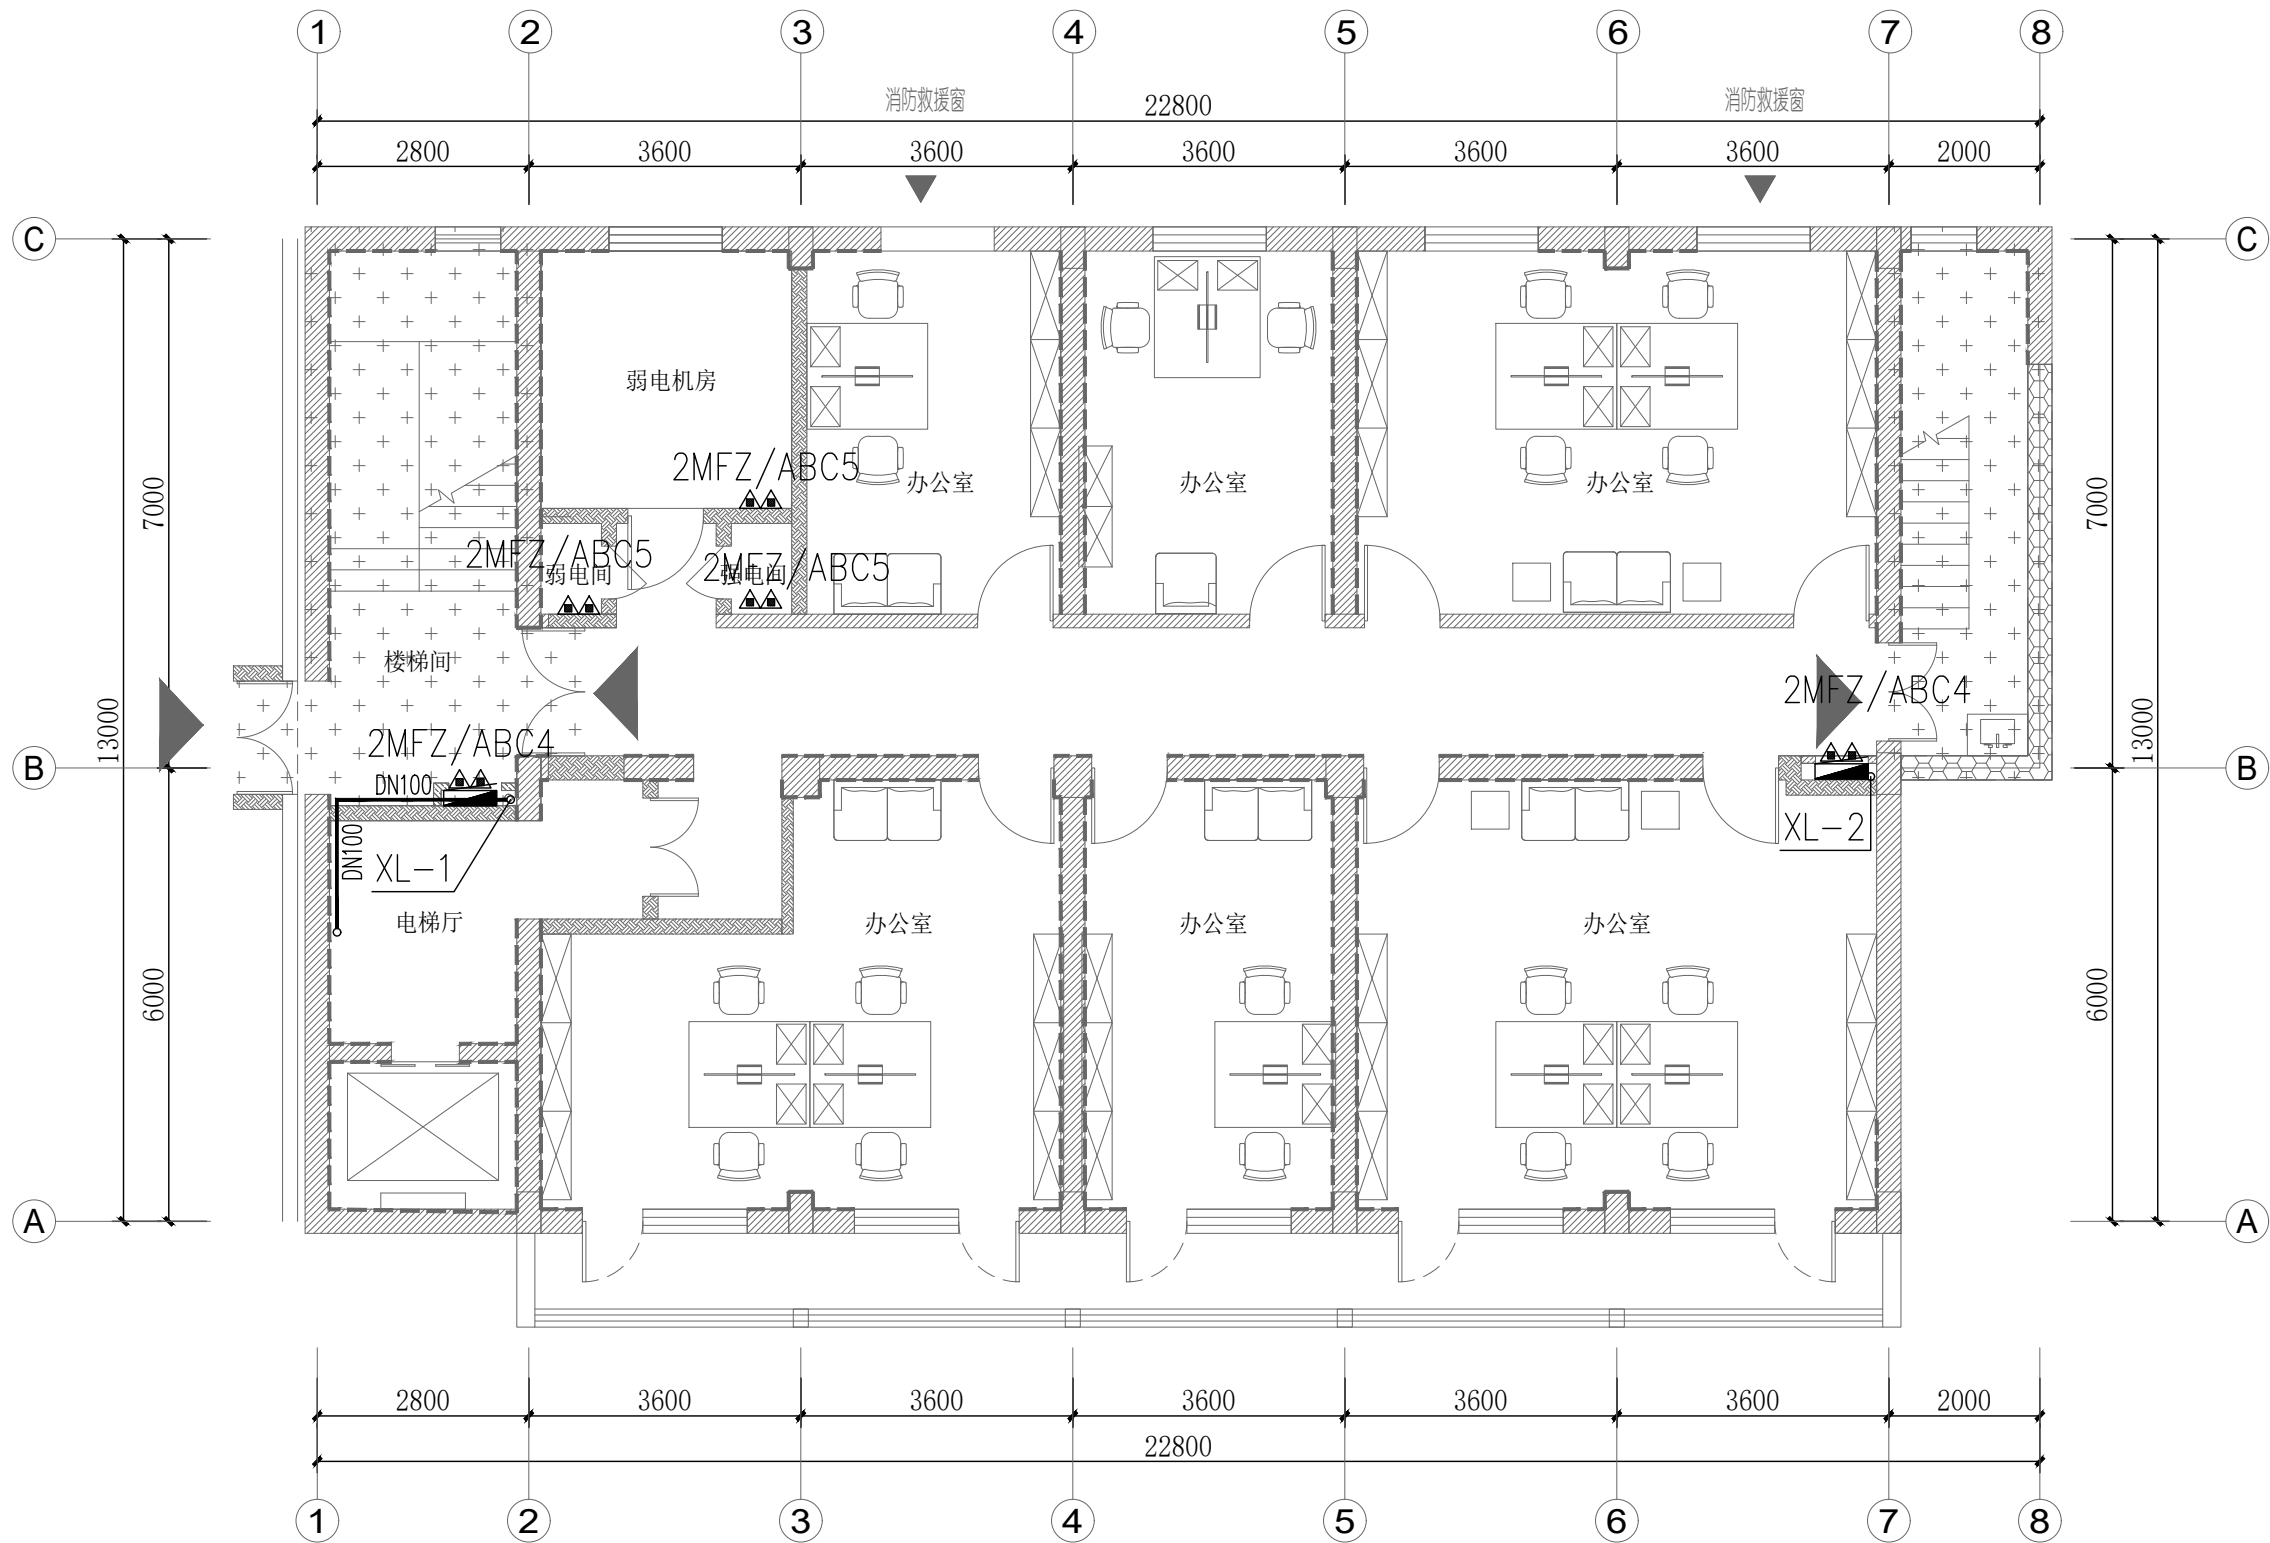 1 2 3 4 5 6 7 8
消防救援窗 消防救援窗
22800
2800 3600 3600 3600 3600 3600 2000
C C
弱电机房
2MFZ/ABC5
办公室 办公室 办公室
7000 7000
2MFZ/ABC5 2MFZ/ABC5
弱电间 强电间
楼梯间
2MFZ/ABC4
13000 13000
2MFZ/ABC4
B B
DN100
XL-2
DN100
XL-1
电梯厅 办公室 办公室 办公室
6000 6000
A A
2800 3600 3600 3600 3600 3600 2000
22800
1 2 3 4 5 6 7 8